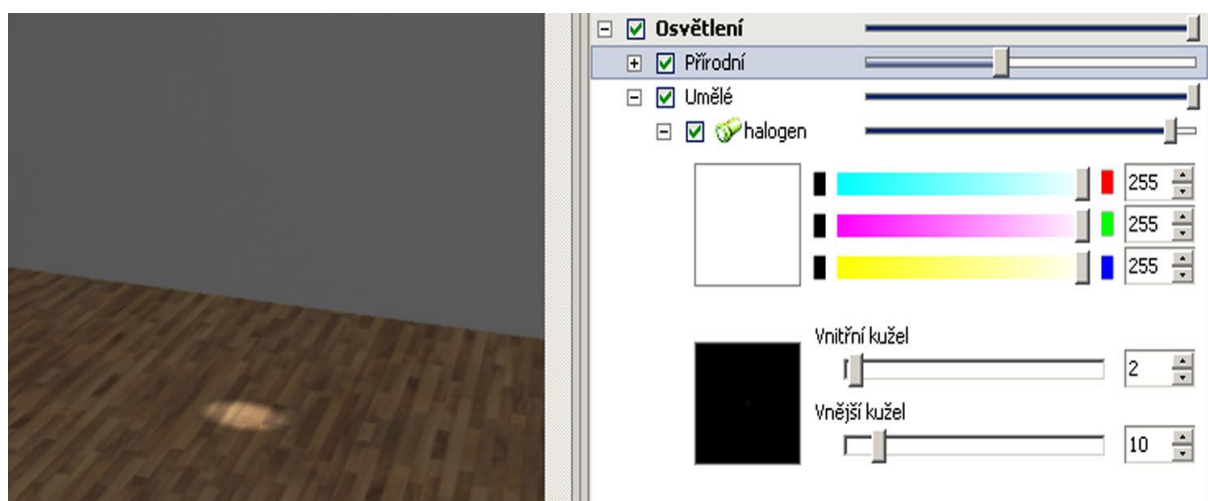 Osvětlení
Přírodní
Umělé
halogen
255
255
255
Vnitřní kužel
2
Vnější kužel
10